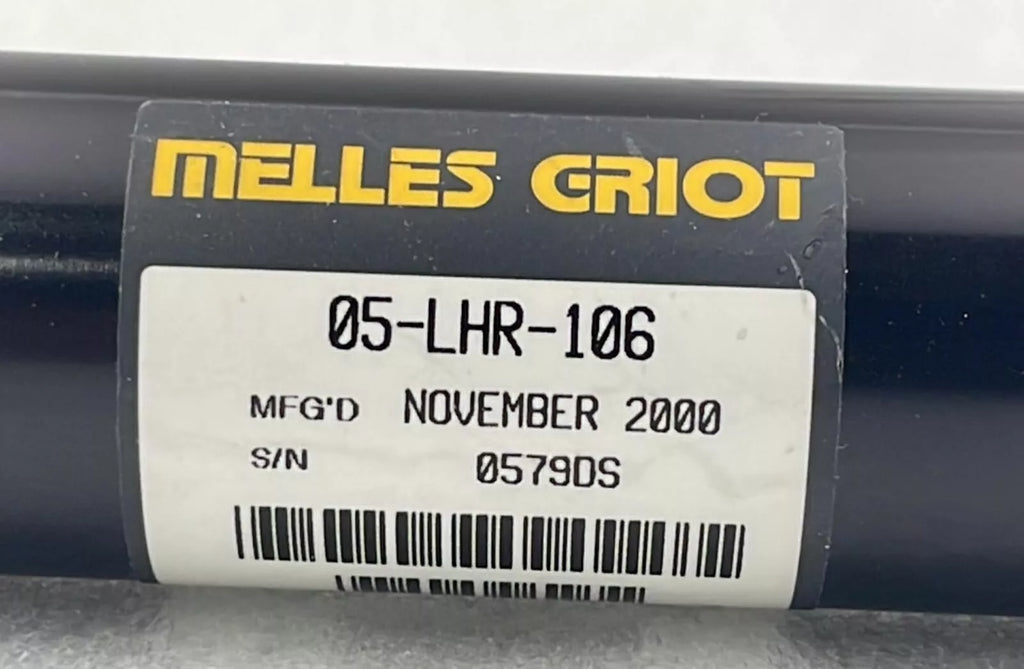 MELLES GRIOT
05-LHR-106
MFG'D NOVEMBER 2000
S/N 0579DS